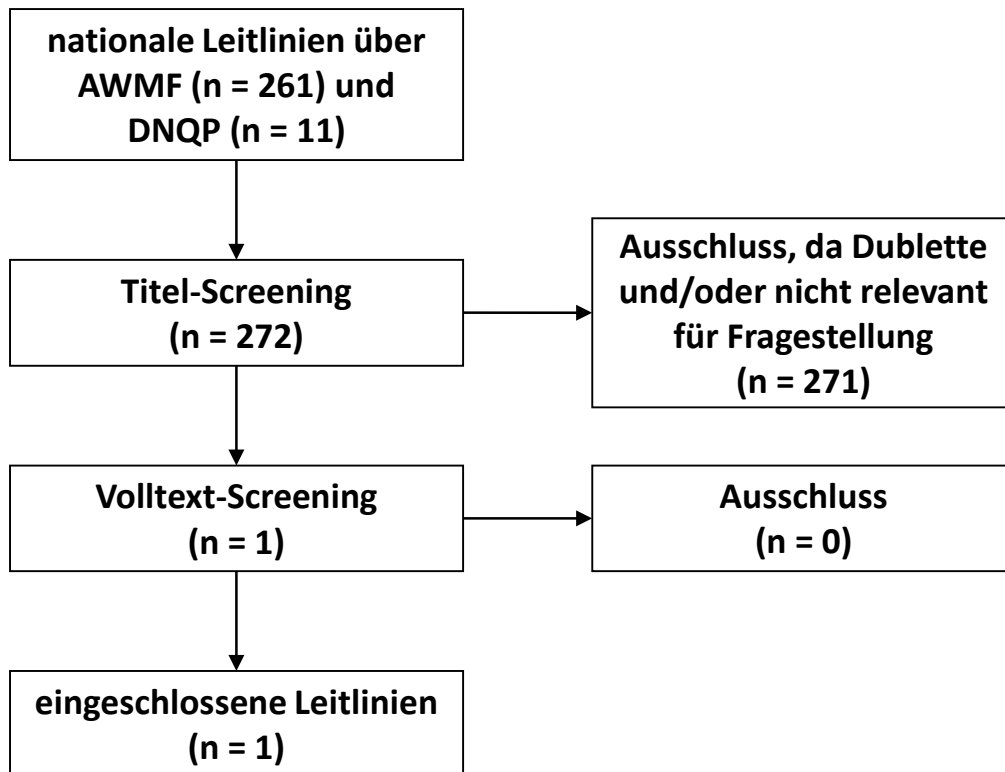 nationale Leitlinien über
AWMF (n = 261) und
DNQP (n = 11)
Titel-Screening
(n = 272)
Ausschluss, da Dublette
und/oder nicht relevant
für Fragestellung
(n = 271)
Volltext-Screening
(n = 1)
Ausschluss
(n = 0)
eingeschlossene Leitlinien
(n = 1)